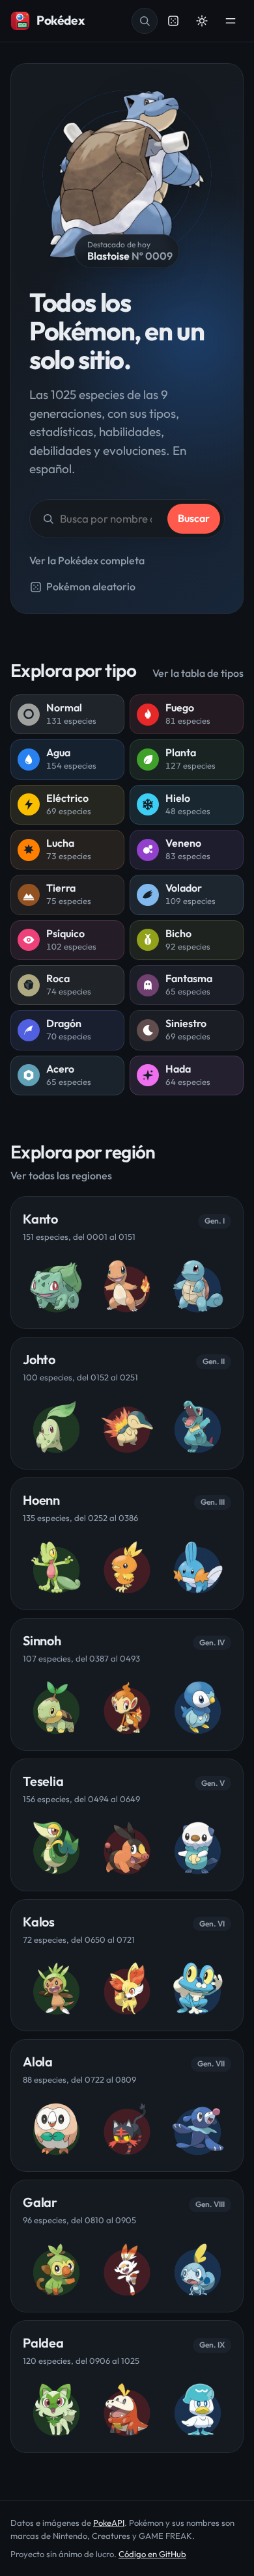 Pokédex
Destacado de hoy
Blastoise N° 0009
Todos los
Pokémon, en un
solo sitio.
Las 1025 especies de las 9
generaciones, con sus tipos,
estadísticas, habilidades,
debilidades y evoluciones. En
español.
Busca por nombre
Buscar
Ver la Pokédex completa
Pokémon aleatorio
Explora por tipo
Ver la tabla de tipos
Normal
131 especies
Fuego
81 especies
Agua
154 especies
Planta
127 especies
Eléctrico
69 especies
Hielo
48 especies
Lucha
73 especies
Veneno
83 especies
Tierra
75 especies
Volador
109 especies
Psíquico
102 especies
Bicho
92 especies
Roca
74 especies
Fantasma
65 especies
Dragón
70 especies
Siniestro
69 especies
Acero
65 especies
Hada
64 especies
Explora por región
Ver todas las regiones
Kanto
Gen. I
151 especies, del 0001 al 0151
Johto
Gen. II
100 especies, del 0152 al 0251
Hoenn
Gen. III
135 especies, del 0252 al 0386
Sinnoh
Gen. IV
107 especies, del 0387 al 0493
Teselia
Gen. V
156 especies, del 0494 al 0649
Kalos
Gen. VI
72 especies, del 0650 al 0721
Alola
Gen. VII
88 especies, del 0722 al 0809
Galar
Gen. VIII
96 especies, del 0810 al 0905
Paldea
Gen. IX
120 especies, del 0906 al 1025
Datos e imágenes de PokeAPI. Pokémon y sus nombres son
marcas de Nintendo, Creatures y GAME FREAK.
Proyecto sin ánimo de lucro. Código en GitHub